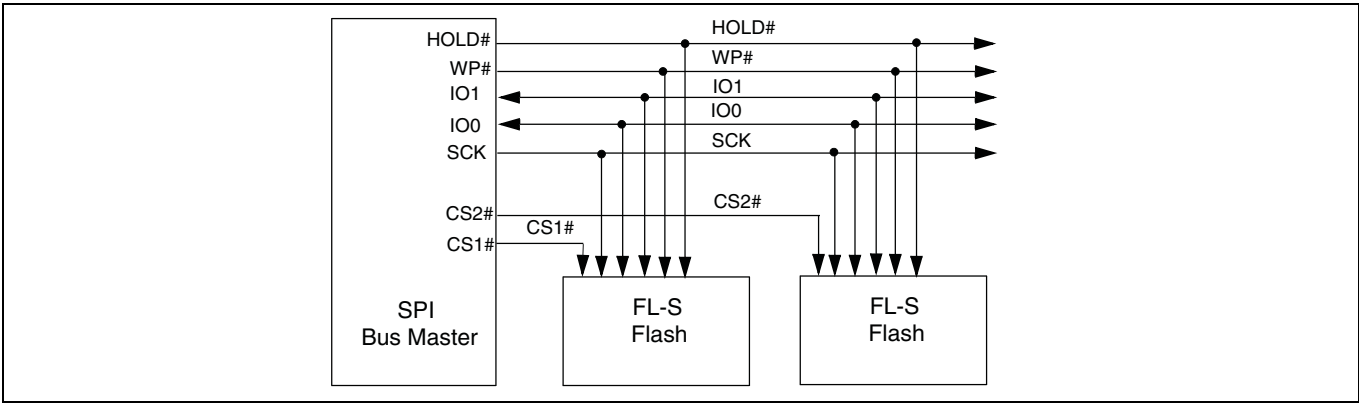 HOLD# HOLD#
WP# WP#
IO1 IO1
IO0 IO0
SCK SCK
CS2# CS2#
CS1# CS1#
SPI
Bus Master
FL-S
Flash
FL-S
Flash